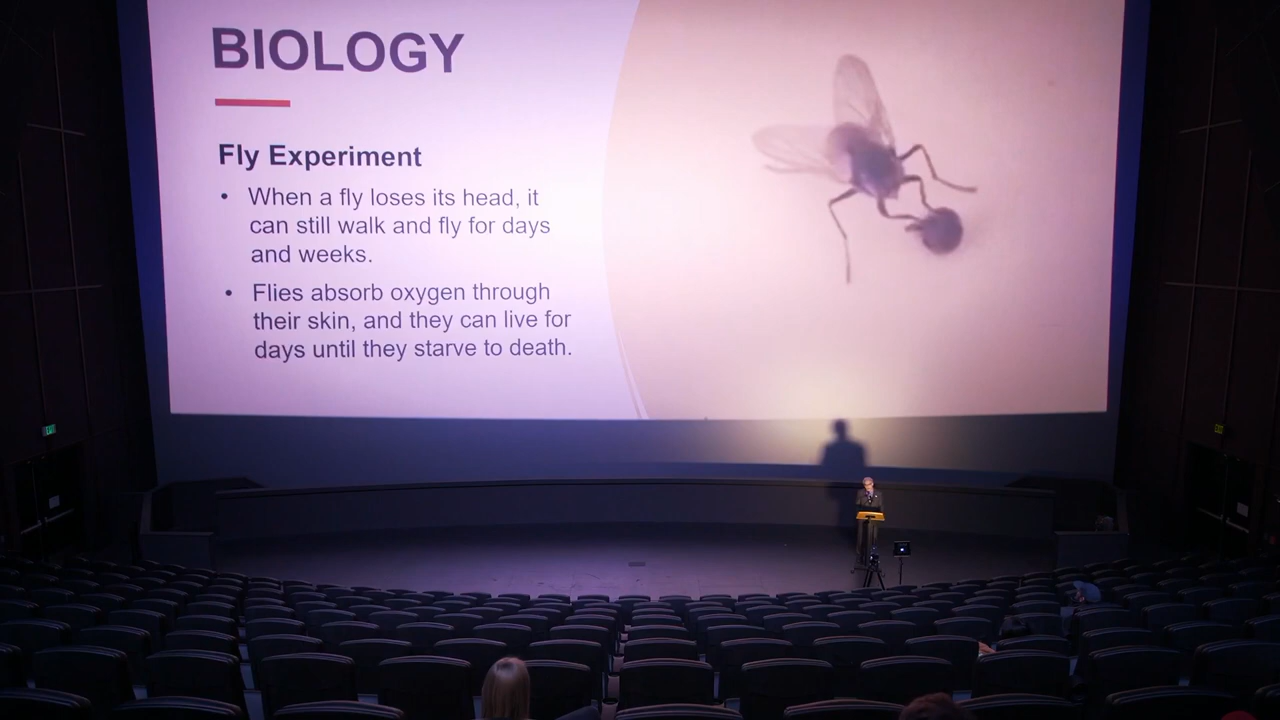 BIOLOGY
Fly Experiment
• When a fly loses its head, it
can still walk and fly for days
and weeks.
• Flies absorb oxygen through
their skin, and they can live for
days until they starve to death.